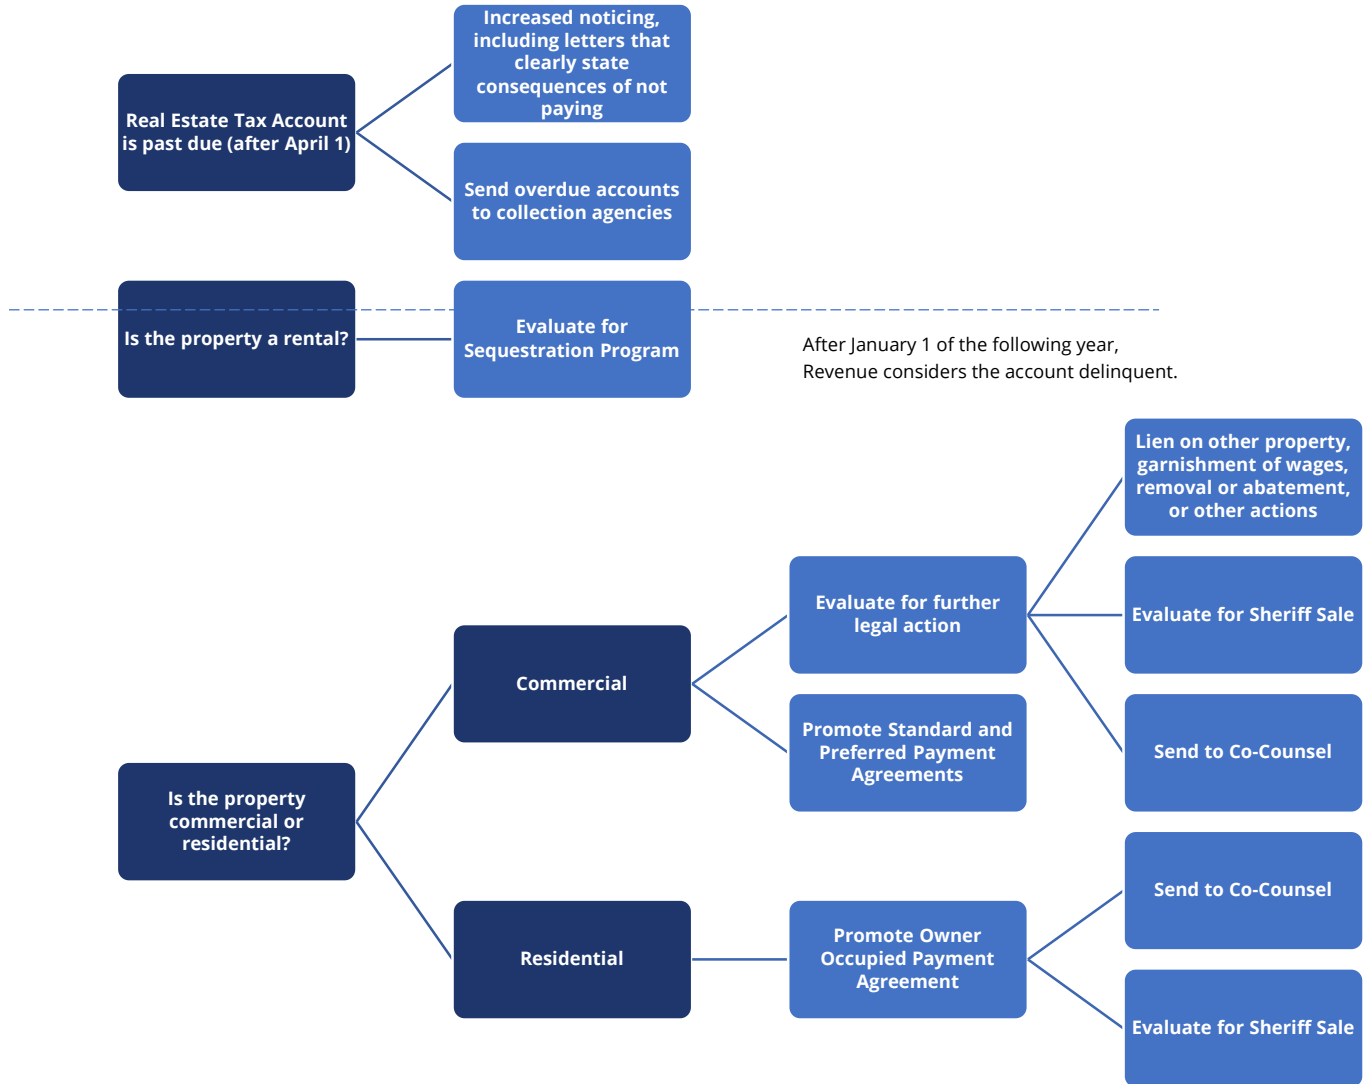 Increased noticing,
including letters that
clearly state
consequences of not
paying
Real Estate Tax Account
is past due (after April 1)
Send overdue accounts
to collection agencies
Is the property a rental?
Evaluate for
Sequestration Program
After January 1 of the following year,
Revenue considers the account delinquent.
Lien on other property,
garnishment of wages,
removal or abatement,
or other actions
Evaluate for further
legal action
Evaluate for Sheriff Sale
Commercial
Promote Standard and
Preferred Payment
Agreements
Send to Co-Counsel
Is the property
commercial or
residential?
Send to Co-Counsel
Residential
Promote Owner
Occupied Payment
Agreement
Evaluate for Sheriff Sale